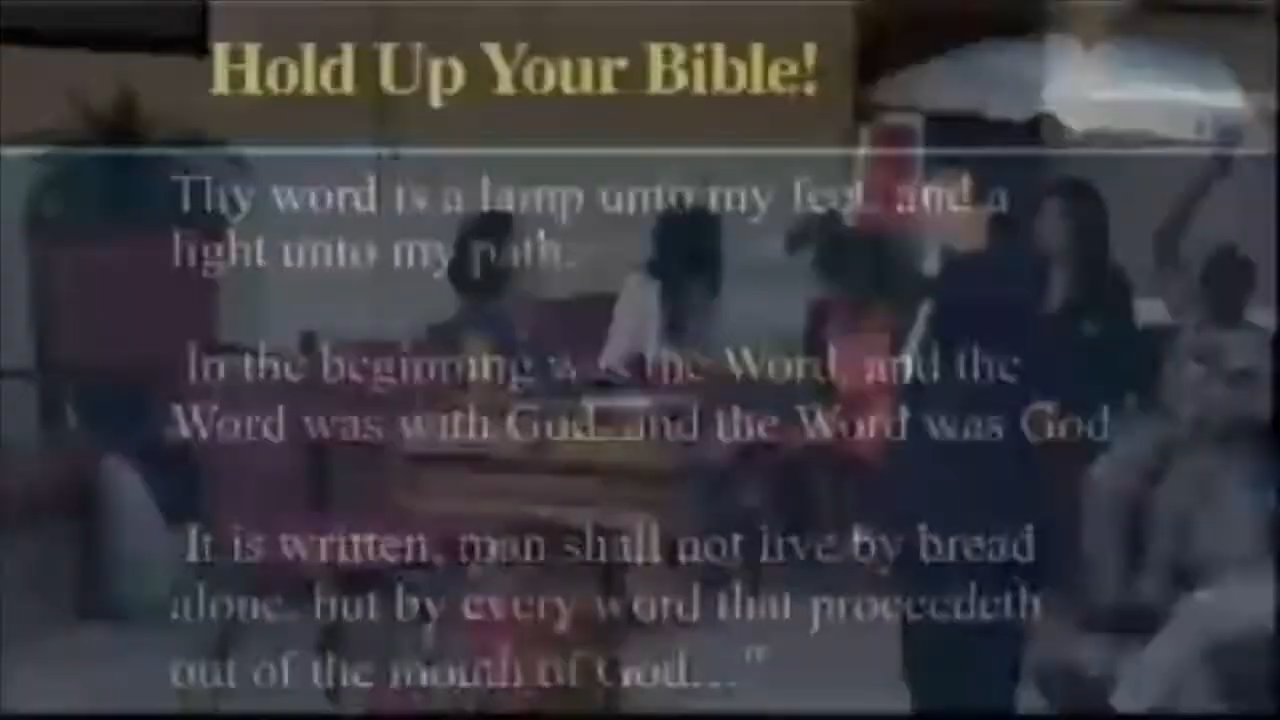 Hold Up Your Bible!
Thy word is a lamp unto my feet, and a
light unto my path.
In the beginning was the Word, and the
Word was with God, and the Word was God
It is written, man shall not live by bread
alone, but by every word that proceedeth
out of the mouth of God..."